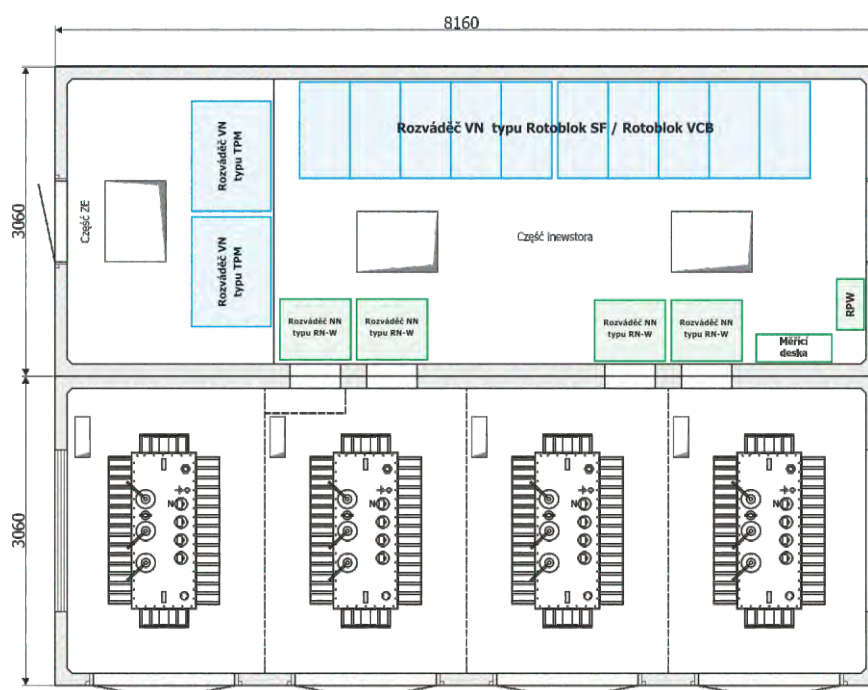 8160
3060
Część ZE
Rozváděč VN
typu TPM
Rozváděč VN
typu TPM
Rozváděč VN typu Rotoblok SF / Rotoblok VCB
Część inewstora
Rozváděč NN
typu RN-W
Rozváděč NN
typu RN-W
Rozváděč NN
typu RN-W
Rozváděč NN
typu RN-W
RPW
Měřící
deska
3060
N
N
N
N